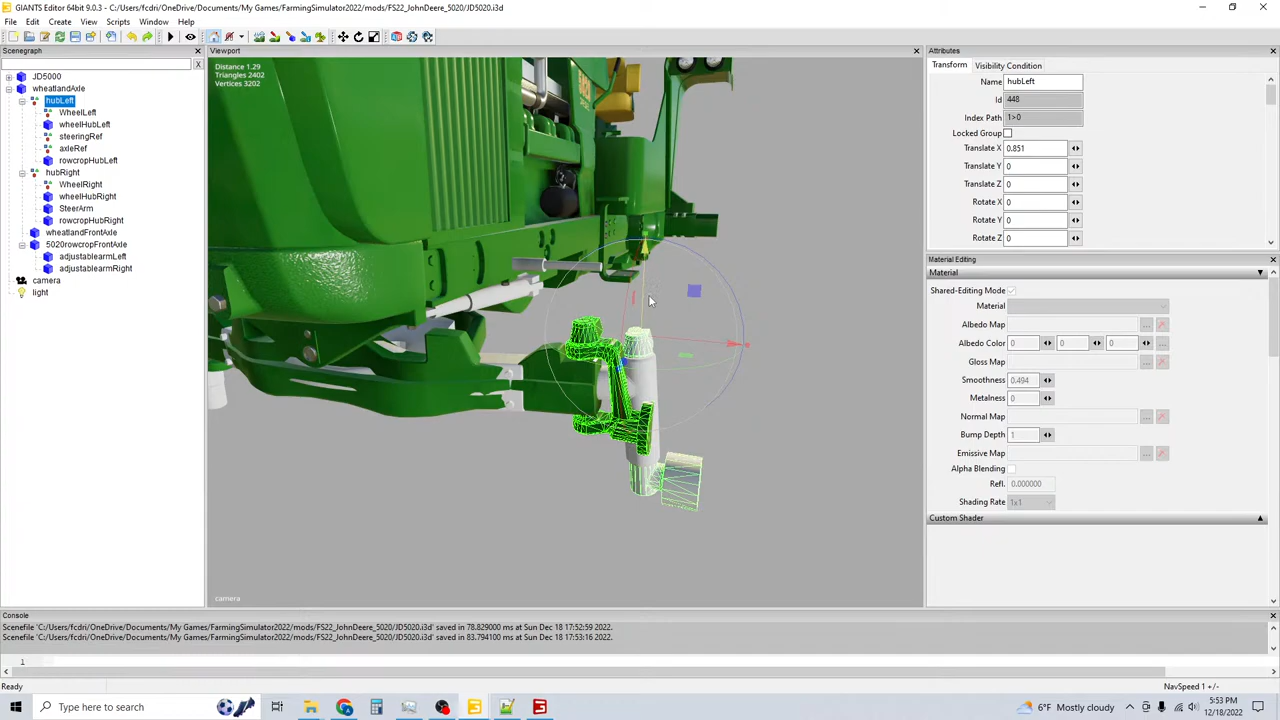 GIANTS Editor 64bit 9.0.3 - C:/Users/fcdri/OneDrive/Documents/My Games/FarmingSimulator2022/mods/FS22_JohnDeere_5020/JD5020.i3d
File Edit Create View Scripts Window Help
Scenegraph
X
JD5000
wheatlandAxle
hubLeft
WheelLeft
wheelHubLeft
steeringRef
axleRef
rowcropHubLeft
hubRight
WheelRight
wheelHubRight
SteerArm
rowcropHubRight
wheatlandFrontAxle
5020rowcropFrontAxle
adjustablearmLeft
adjustablearmRight
camera
light
Viewport
Distance 1.29
Triangles 2402
Vertices 3202
camera
Attributes
Transform Visibility Condition
Name hubLeft
Id 448
Index Path 1>0
Locked Group
Translate X 0.851
Translate Y 0
Translate Z 0
Rotate X 0
Rotate Y 0
Rotate Z 0
Material Editing
Material
Shared-Editing Mode
Material
Albedo Map
Albedo Color 0 0 0
Gloss Map
Smoothness 0.494
Metalness 0
Normal Map
Bump Depth 1
Emissive Map
Alpha Blending
Refl. 0.000000
Shading Rate 1x1
Custom Shader
Console
Scenefile 'C:/Users/fcdri/OneDrive/Documents/My Games/FarmingSimulator2022/mods/FS22_JohnDeere_5020/JD5020.i3d' saved in 78.829000 ms at Sun Dec 18 17:52:59 2022.
Scenefile 'C:/Users/fcdri/OneDrive/Documents/My Games/FarmingSimulator2022/mods/FS22_JohnDeere_5020/JD5020.i3d' saved in 83.794100 ms at Sun Dec 18 17:53:16 2022.
1
Ready
NavSpeed 1 +/-
Type here to search
6°F Mostly cloudy
5:53 PM
12/18/2022